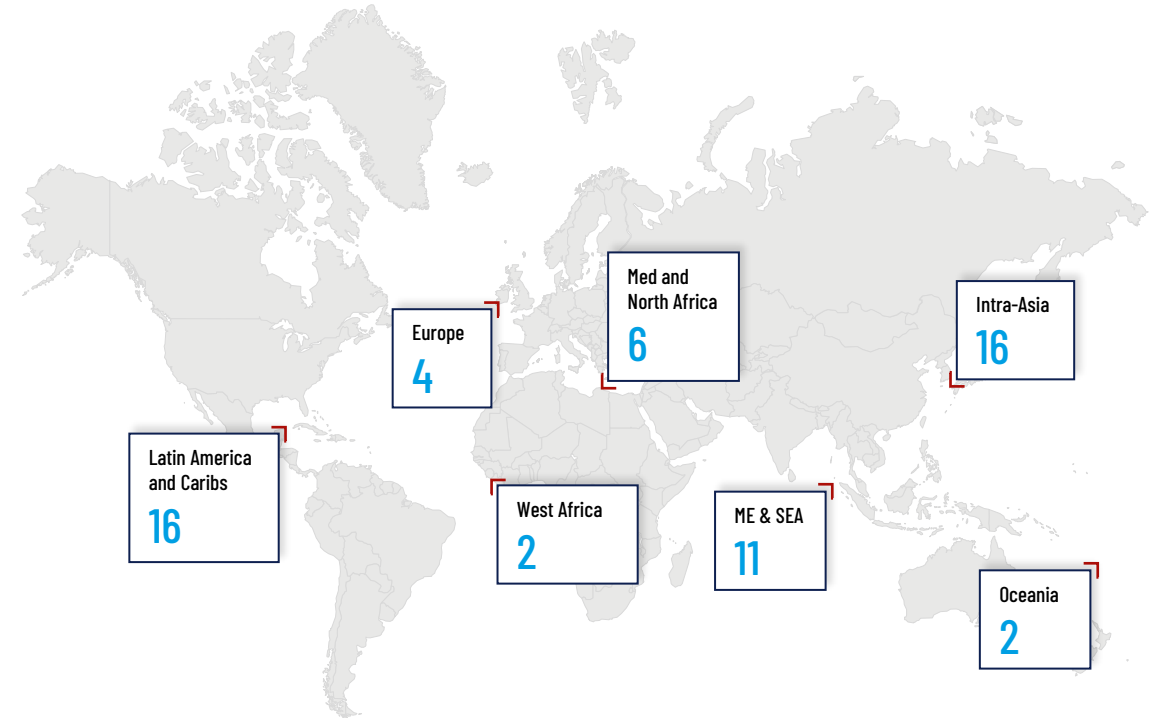 Med and
North Africa
6
Intra-Asia
16
Europe
4
Latin America
and Caribs
16
West Africa
2
ME & SEA
11
Oceania
2